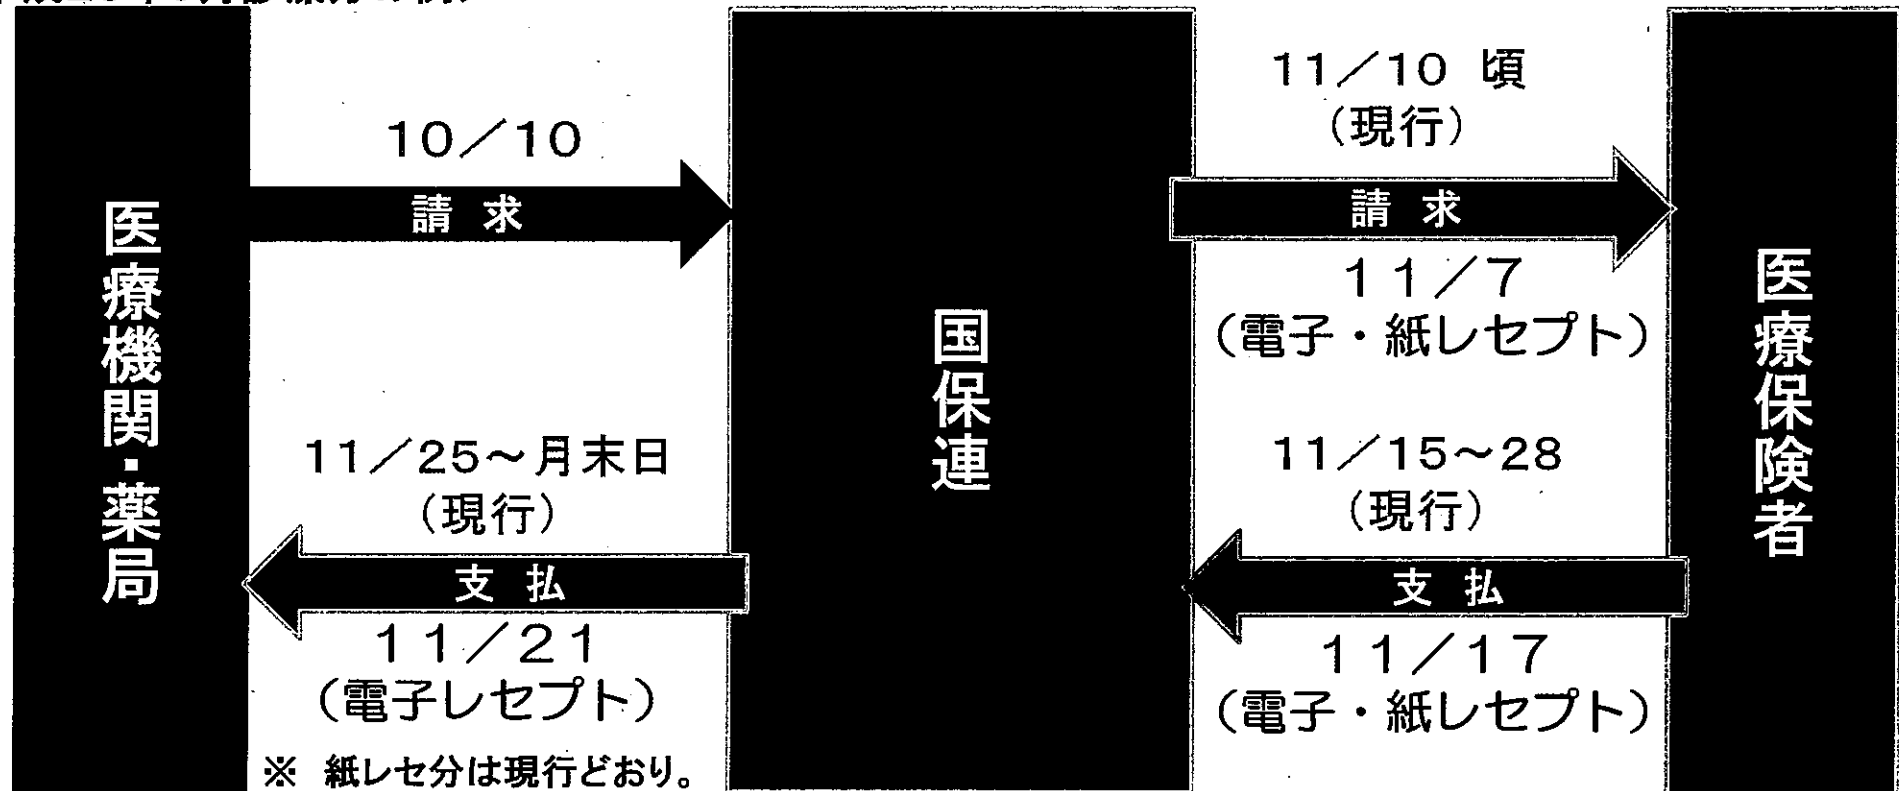 医療機関・薬局
10/10
請求
11/25～月末日
(現行)
支払
11/21
(電子レセプト)
※ 紙レセ分は現行どおり。
国保連
11/10 頃
(現行)
請求
11/7
(電子・紙レセプト)
11/15～28
(現行)
支払
11/17
(電子・紙レセプト)
医療保険者